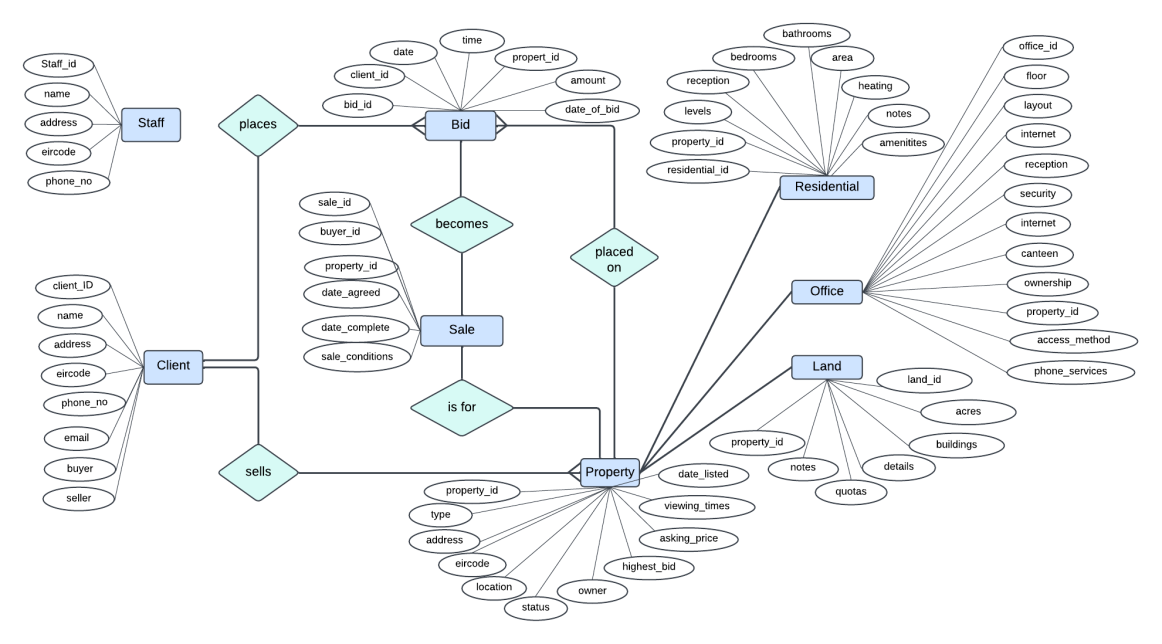 Staff_id
name
address
eircode
phone_no
Staff
places
time
date
propert_id
client_id
amount
bid_id
date_of_bid
Bid
bathrooms
bedrooms
area
reception
heating
levels
notes
property_id
amenitites
residential_id
Residential
office_id
floor
layout
internet
reception
security
internet
canteen
ownership
property_id
access_method
phone_services
Office
becomes
placed
on
sale_id
buyer_id
property_id
date_agreed
date_complete
sale_conditions
Sale
is for
client_ID
name
address
eircode
phone_no
email
buyer
seller
Client
sells
Land
land_id
acres
buildings
details
quotas
notes
property_id
Property
date_listed
viewing_times
asking_price
highest_bid
owner
status
location
eircode
address
type
property_id